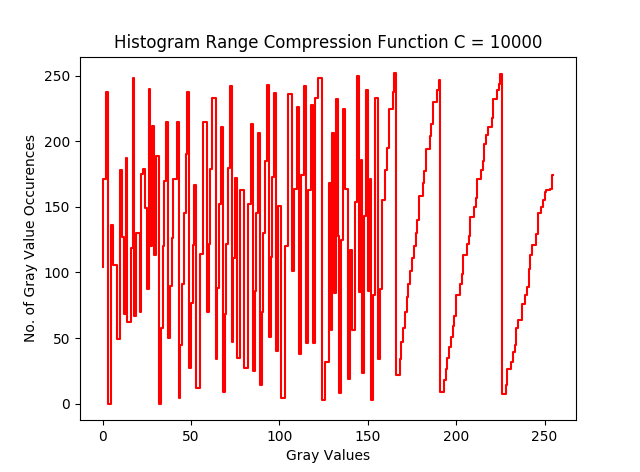 Histogram Range Compression Function C = 10000
250
200
150
100
50
0
No. of Gray Value Occurences
0 50 100 150 200 250
Gray Values